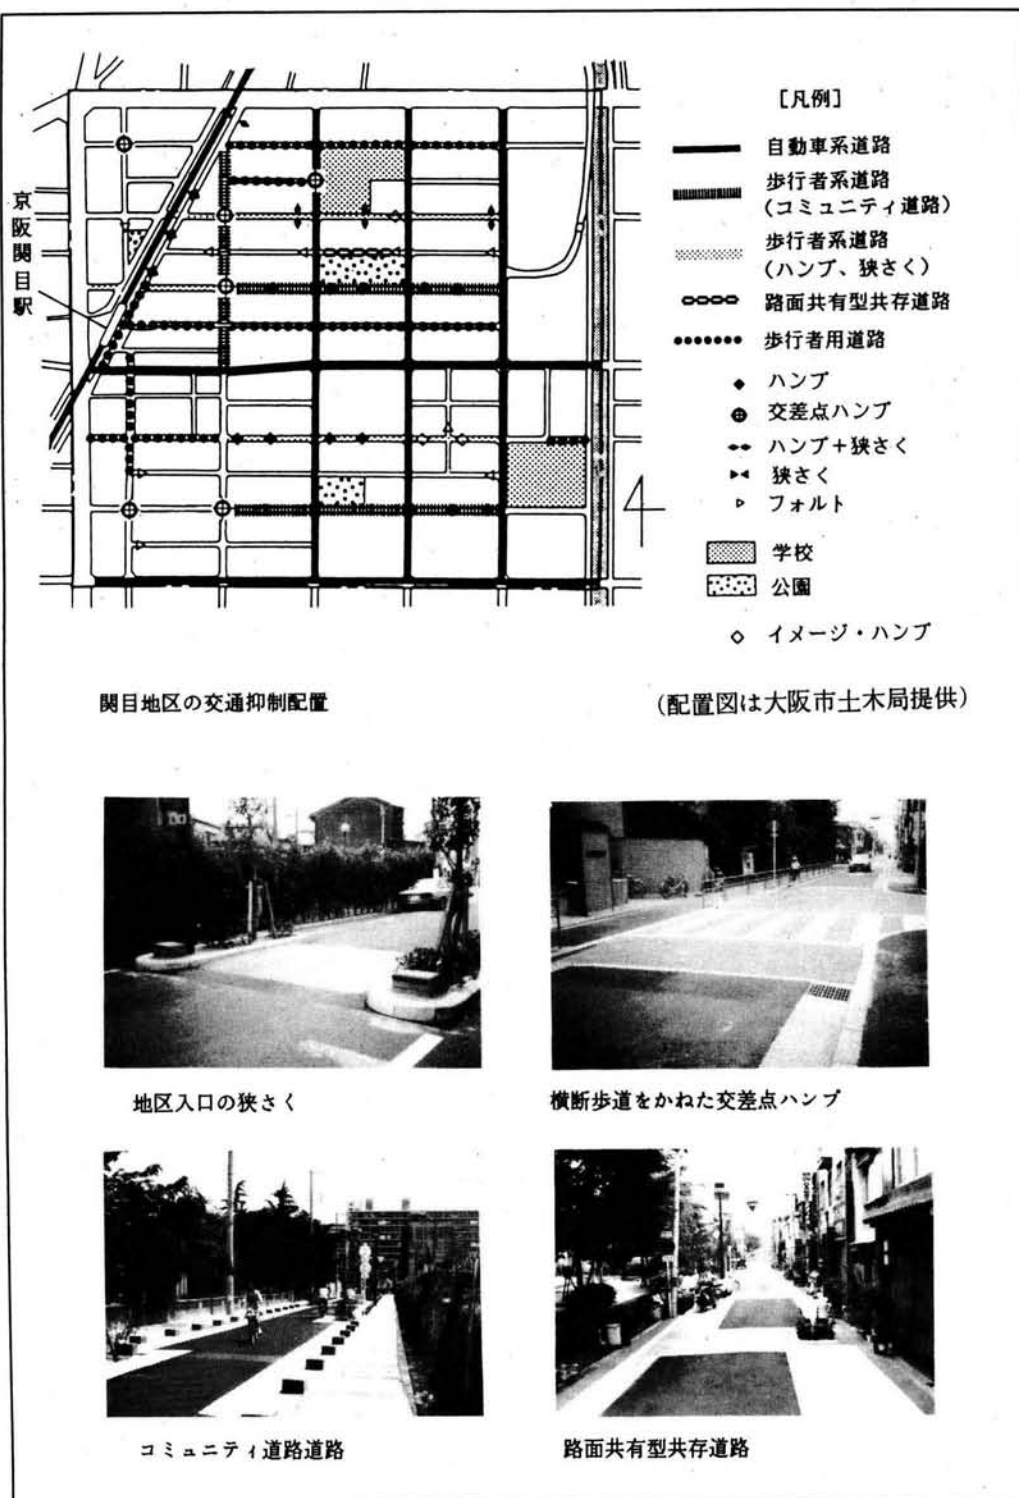 京阪関目駅
[凡例]
自動車系道路
歩行者系道路
(コミュニティ道路)
歩行者系道路
(ハンプ、狭さく)
路面共有型共存道路
歩行者用道路
ハンプ
交差点ハンプ
ハンプ+狭さく
狭さく
フォルト
学校
公園
イメージ・ハンプ
関目地区の交通抑制配置
(配置図は大阪市土木局提供)
地区入口の狭さく
横断歩道をかねた交差点ハンプ
コミュニティ道路道路
路面共有型共存道路